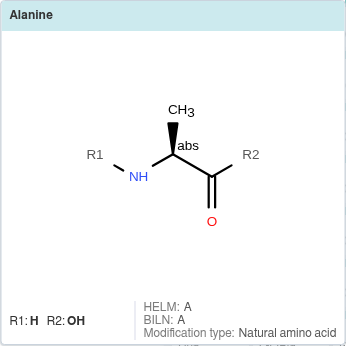 Alanine
CH3
abs
R1
R2
NH
O
R1: H R2: OH
HELM: A
BILN: A
Modification type: Natural amino acid